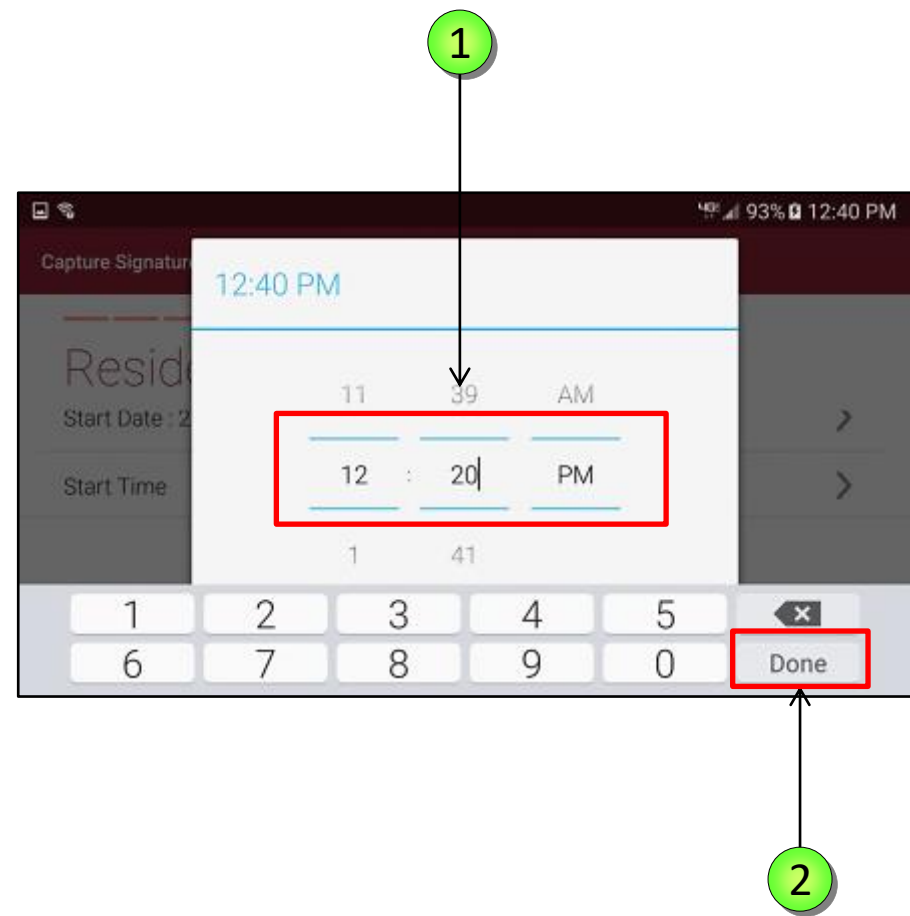 1
93% 12:40 PM
Capture Signatur
12:40 PM
Reside
11 39 AM
Start Date : 2
12 : 20 PM
Start Time
1 41
1 2 3 4 5
6 7 8 9 0 Done
2